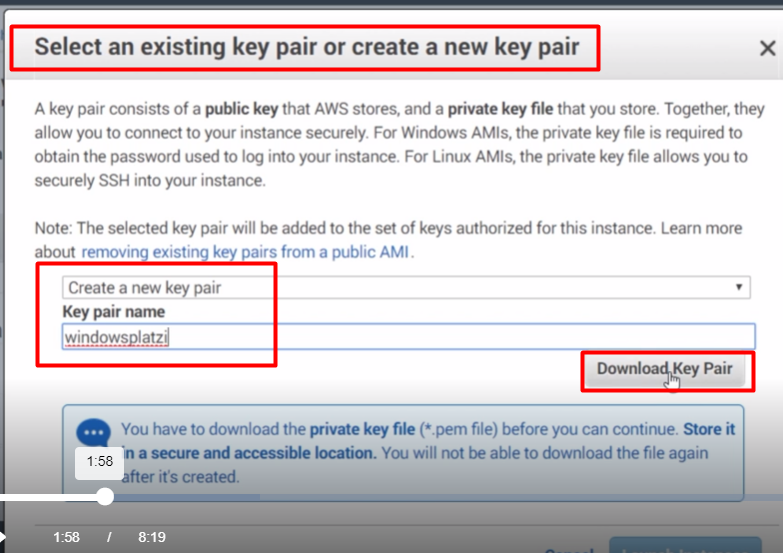 Select an existing key pair or create a new key pair
A key pair consists of a public key that AWS stores, and a private key file that you store. Together, they
allow you to connect to your instance securely. For Windows AMIs, the private key file is required to
obtain the password used to log into your instance. For Linux AMIs, the private key file allows you to
securely SSH into your instance.
Note: The selected key pair will be added to the set of keys authorized for this instance. Learn more
about removing existing key pairs from a public AMI.
Create a new key pair
Key pair name
windowsplatzi
Download Key Pair
You have to download the private key file (*.pem file) before you can continue. Store it
in a secure and accessible location. You will not be able to download the file again
after it's created.
1:58
1:58 / 8:19